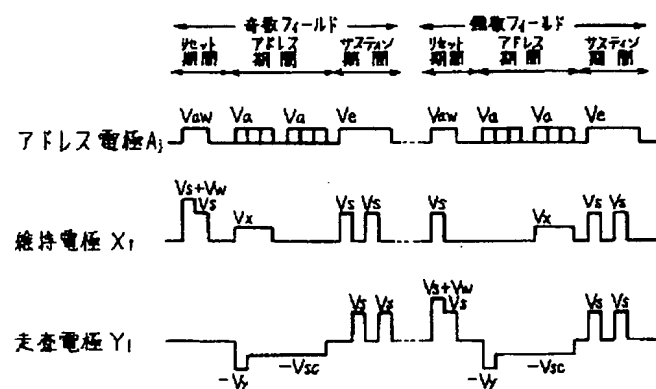 奇数フィールド 偶数フィールド
リセット期間 アドレス期間 サスティン期間 リセット期間 アドレス期間 サスティン期間
アドレス電極Aj Vaw Va Va Ve Vaw Va Va Ve
維持電極 X1 Vs+Vw Vs Vx Vs Vs Vs Vx Vs Vs
走査電極 Y1 -Vy -Vsc Vs Vs Vs+Vw Vs -Vy -Vsc Vs Vs